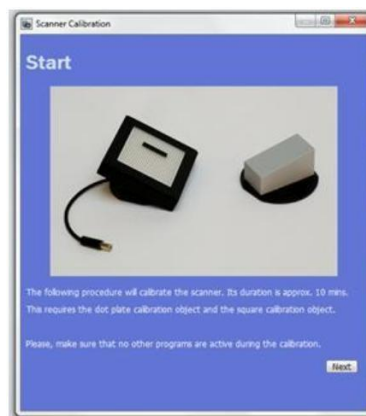 Scanner Calibration
Start
The following procedure will calibrate the scanner. Its duration is approx. 10 mins.
This requires the dot plate calibration object and the square calibration object.
Please, make sure that no other programs are active during the calibration.
Next